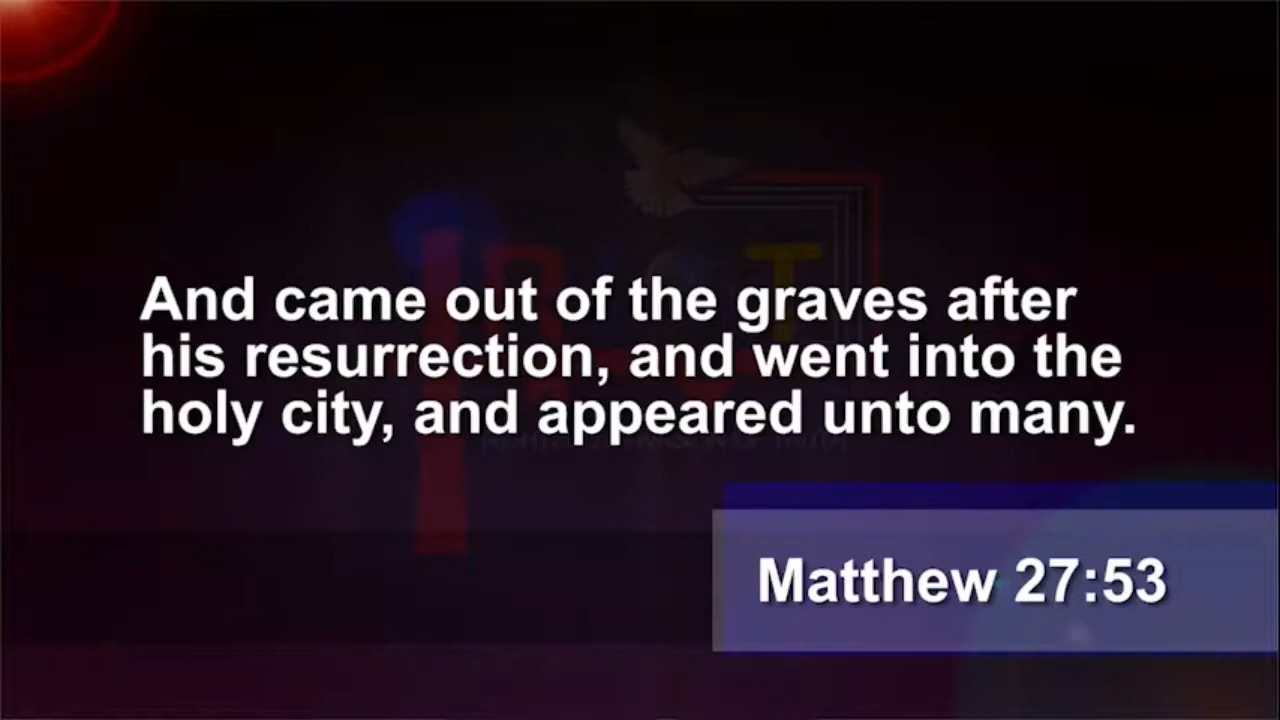 And came out of the graves after
his resurrection, and went into the
holy city, and appeared unto many.
Matthew 27:53